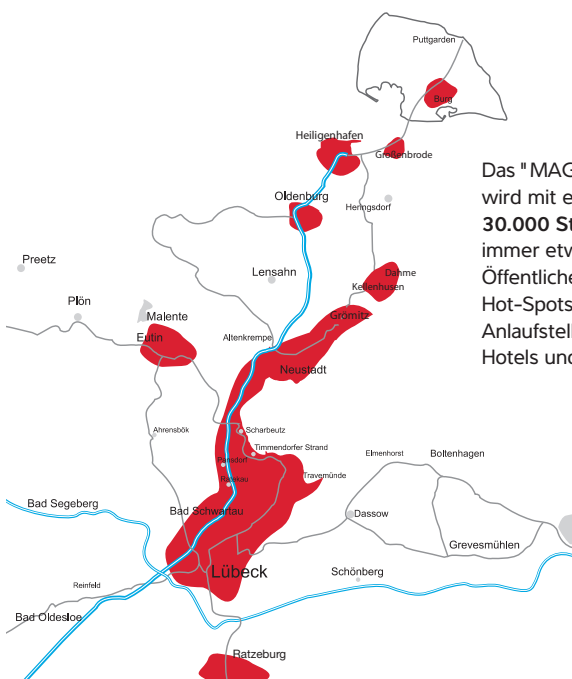 Puttgarden
Burg
Heiligenhafen
Großenbrode
Oldenburg
Heringsdorf
Das "MAG
wird mit e
30.000 St
immer etw
Öffentliche
Hot-Spots
Anlaufstell
Hotels und
Preetz
Lensahn
Dahme
Kellenhusen
Plön
Malente
Grömitz
Eutin
Altenkrempe
Neustadt
Ahrensbök
Scharbeutz
Timmendorfer Strand
Elmenhorst
Boltenhagen
Pansdorf
Travemünde
Ratekau
Bad Segeberg
Bad Schwartau
Dassow
Grevesmühlen
Lübeck
Schönberg
Reinfeld
Bad Oldesloe
Ratzeburg